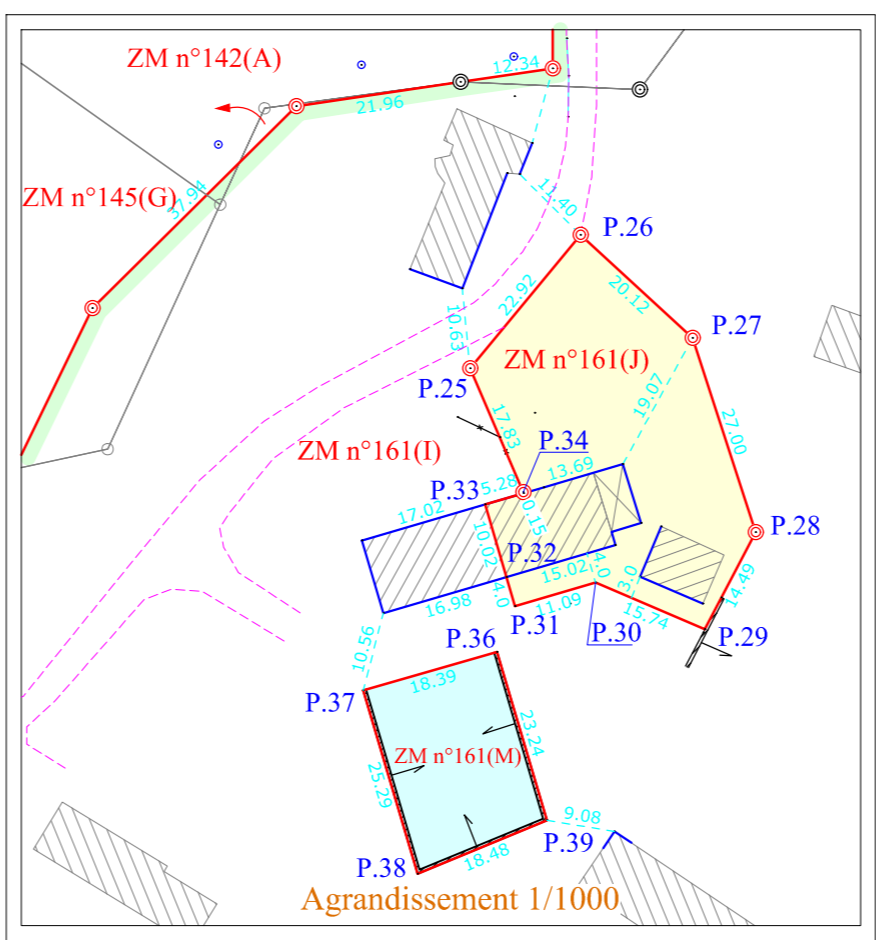 ZM n°142(A)
12.34
21.96
ZM n°145(G)
37.94
11.40
P.26
22.92
20.12
10.63
P.27
ZM n°161(J)
P.25
19.07
17.83
27.00
ZM n°161(I)
P.34
13.69
P.33
5.28
17.02
0.15
10.02
P.28
P.32
15.02
4.0
4.0
3.0
14.49
16.98
P.31
11.09
P.30
15.74
P.29
10.56
P.36
18.39
P.37
23.24
ZM n°161(M)
25.29
9.08
P.39
18.48
P.38
Agrandissement 1/1000